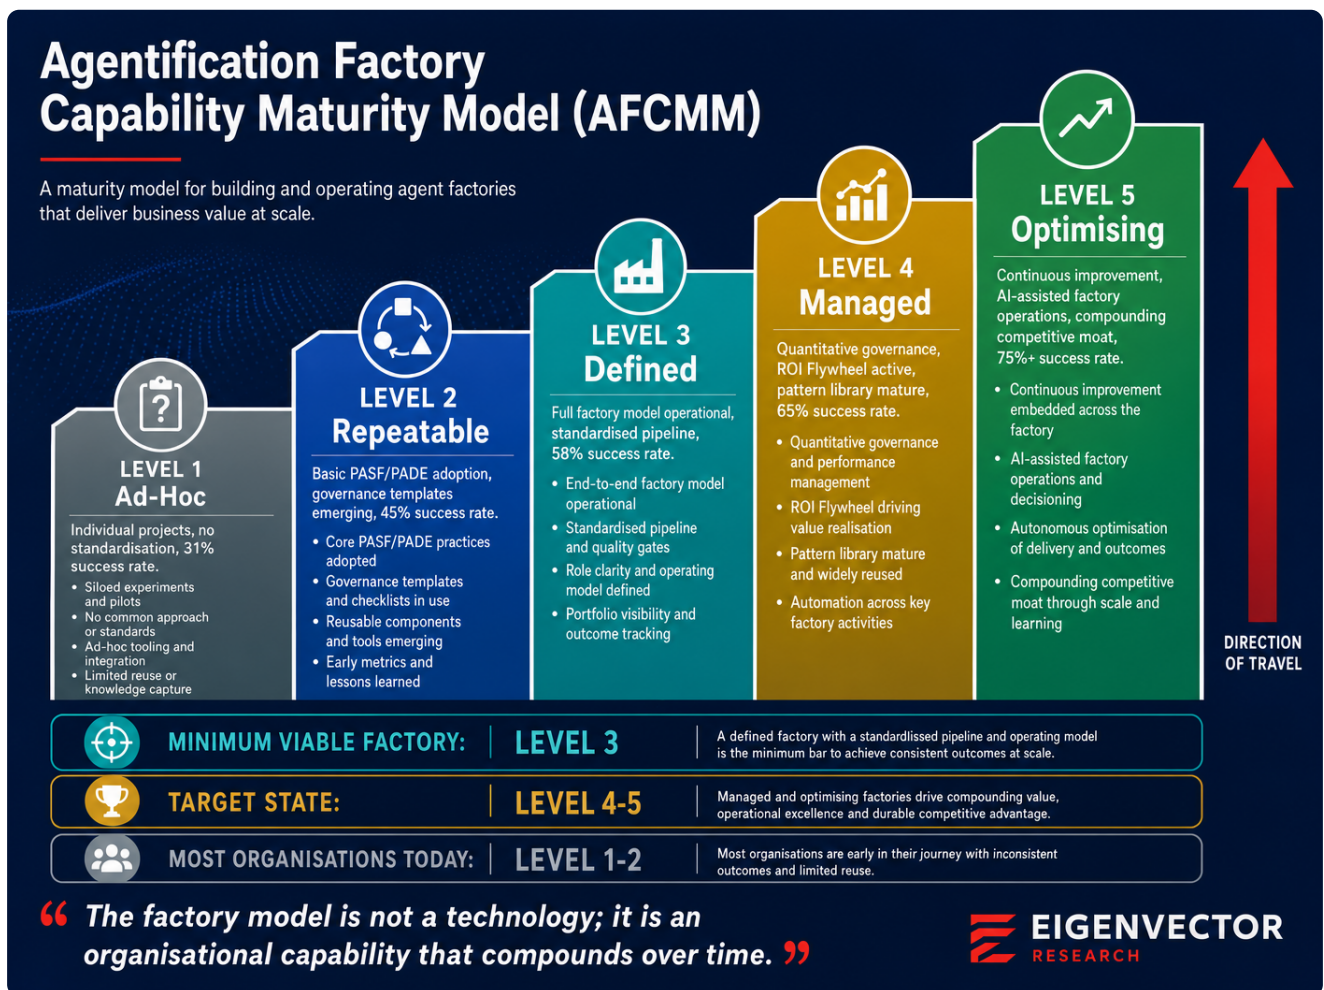 Agentification Factory
Capability Maturity Model (AFCMM)
A maturity model for building and operating agent factories
that deliver business value at scale.
?
LEVEL 1
Ad-Hoc
Individual projects, no
standardisation, 31%
success rate.
• Siloed experiments
and pilots
• No common approach
or standards
• Ad-hoc tooling and
integration
• Limited reuse or
knowledge capture
LEVEL 2
Repeatable
Basic PASF/PADE adoption,
governance templates
emerging, 45% success rate.
• Core PASF/PADE practices
adopted
• Governance templates
and checklists in use
• Reusable components
and tools emerging
• Early metrics and
lessons learned
LEVEL 3
Defined
Full factory model operational,
standardised pipeline,
58% success rate.
• End-to-end factory model
operational
• Standardised pipeline
and quality gates
• Role clarity and operating
model defined
• Portfolio visibility and
outcome tracking
LEVEL 4
Managed
Quantitative governance,
ROI Flywheel active,
pattern library mature,
65% success rate.
• Quantitative governance
and performance
management
• ROI Flywheel driving
value realisation
• Pattern library mature
and widely reused
• Automation across key
factory activities
LEVEL 5
Optimising
Continuous improvement,
AI-assisted factory
operations, compounding
competitive moat,
75%+ success rate.
• Continuous improvement
embedded across the
factory
• AI-assisted factory
operations and
decisioning
• Autonomous optimisation
of delivery and outcomes
• Compounding competitive
moat through scale and
learning
DIRECTION
OF TRAVEL
MINIMUM VIABLE FACTORY:
LEVEL 3
A defined factory with a standardlissed pipeline and operating model
is the minimum bar to achieve consistent outcomes at scale.
TARGET STATE:
LEVEL 4-5
Managed and optimising factories drive compounding value,
operational excellence and durable competitive advantage.
MOST ORGANISATIONS TODAY:
LEVEL 1-2
Most organisations are early in their journey with inconsistent
outcomes and limited reuse.
“ The factory model is not a technology; it is an
organisational capability that compounds over time. ”
EIGENVECTOR
RESEARCH